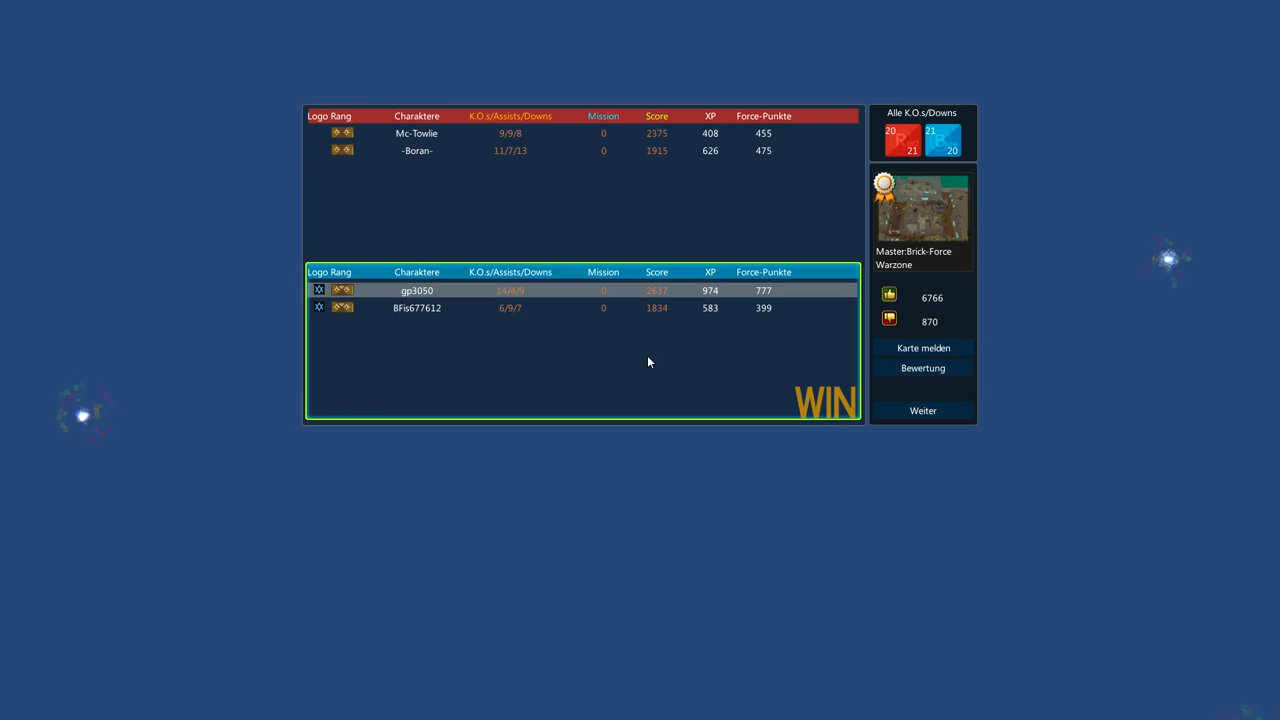 Logo Rang Charaktere K.O.s/Assists/Downs Mission Score XP Force-Punkte
Mc-Towlie 9/9/8 0 2375 408 455
-Boran- 11/7/13 0 1915 626 475
Logo Rang Charaktere K.O.s/Assists/Downs Mission Score XP Force-Punkte
gp3050 14/4/9 0 2637 974 777
BFis677612 6/9/7 0 1834 583 399
WIN
Alle K.O.s/Downs
20 Red 21
21 Blue 20
Master:Brick-Force
Warzone
6766
870
Karte melden
Bewertung
Weiter